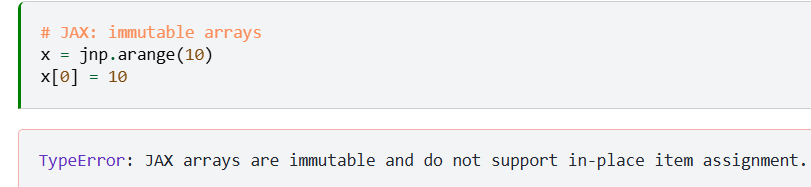 # JAX: immutable arrays
x = jnp.arange(10)
x[0] = 10
TypeError: JAX arrays are immutable and do not support in-place item assignment.